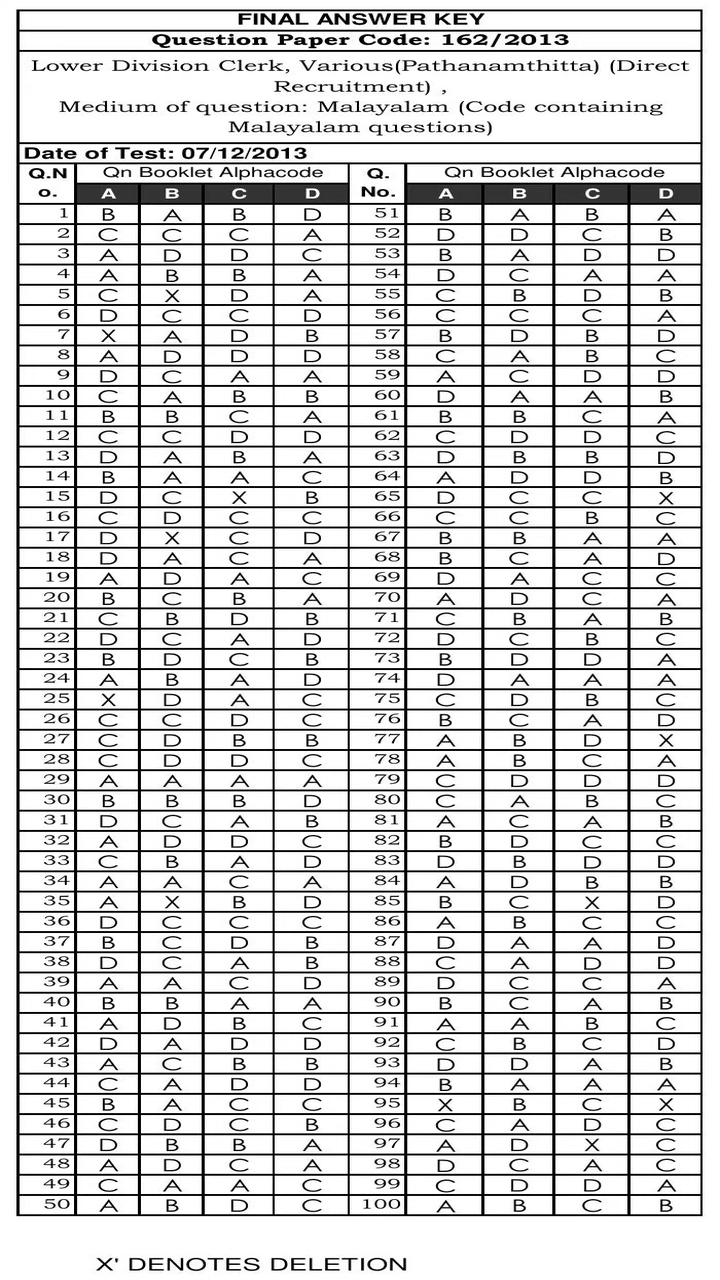 FINAL ANSWER KEY
Question Paper Code: 162/2013
Lower Division Clerk, Various(Pathanamthitta) (Direct
Recruitment) ,
Medium of question: Malayalam (Code containing
Malayalam questions)
Date of Test: 07/12/2013
Q.N Qn Booklet Alphacode Q. Qn Booklet Alphacode
o. A B C D No. A B C D
1 B A B D 51 B A B A
2 C C C A 52 D D C B
3 A D D C 53 B A D D
4 A B B A 54 D C A A
5 C X D A 55 C B D B
6 D C C D 56 C C C A
7 X A D B 57 B D B D
8 A D D D 58 C A B C
9 D C A A 59 A C D D
10 C A B B 60 D A A B
11 B B C A 61 B B C A
12 C C D D 62 C D D C
13 D A B A 63 D B B D
14 B A A C 64 A D D B
15 D C X B 65 D C C X
16 C D C C 66 C C B C
17 D X C D 67 B B A A
18 D A C A 68 B C A D
19 A D A C 69 D A C C
20 B C B A 70 A D C A
21 C B D B 71 C B A B
22 D C A D 72 D C B C
23 B D C B 73 B D D A
24 A B A D 74 D A A A
25 X D A C 75 C D B C
26 C C D C 76 B C A D
27 C D B B 77 A B D X
28 C D D C 78 A B C A
29 A A A A 79 C D D D
30 B B B D 80 C A B C
31 D C A B 81 A C A B
32 A D D C 82 B D C C
33 C B A D 83 D B D D
34 A A C A 84 A D B B
35 A X B D 85 B C X D
36 D C C C 86 A B C C
37 B C D B 87 D A A D
38 D C A B 88 C A D D
39 A A C D 89 D C C A
40 B B A A 90 B C A B
41 A D B C 91 A A B C
42 D A D D 92 C B C D
43 A C B B 93 D D A B
44 C A D D 94 B A A A
45 B A C C 95 X B C X
46 C D C B 96 C A D C
47 D B B A 97 A D X C
48 A D C A 98 D C A C
49 C A A C 99 C D D A
50 A B D C 100 A B C B
X' DENOTES DELETION